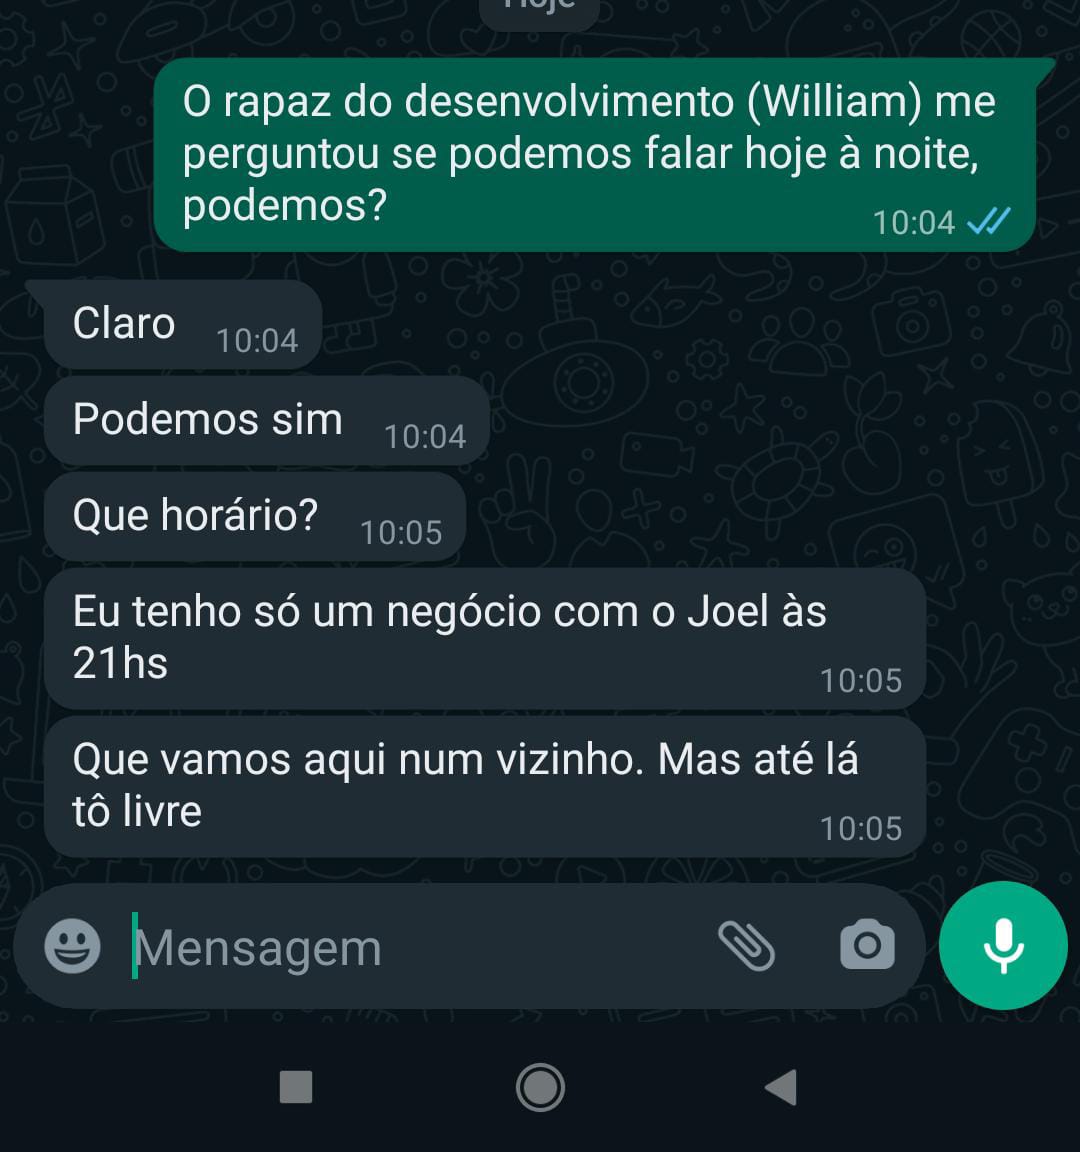 Hoje
O rapaz do desenvolvimento (William) me
perguntou se podemos falar hoje à noite,
podemos?
10:04
Claro
10:04
Podemos sim
10:04
Que horário?
10:05
Eu tenho só um negócio com o Joel às
21hs
10:05
Que vamos aqui num vizinho. Mas até lá
tô livre
10:05
Mensagem